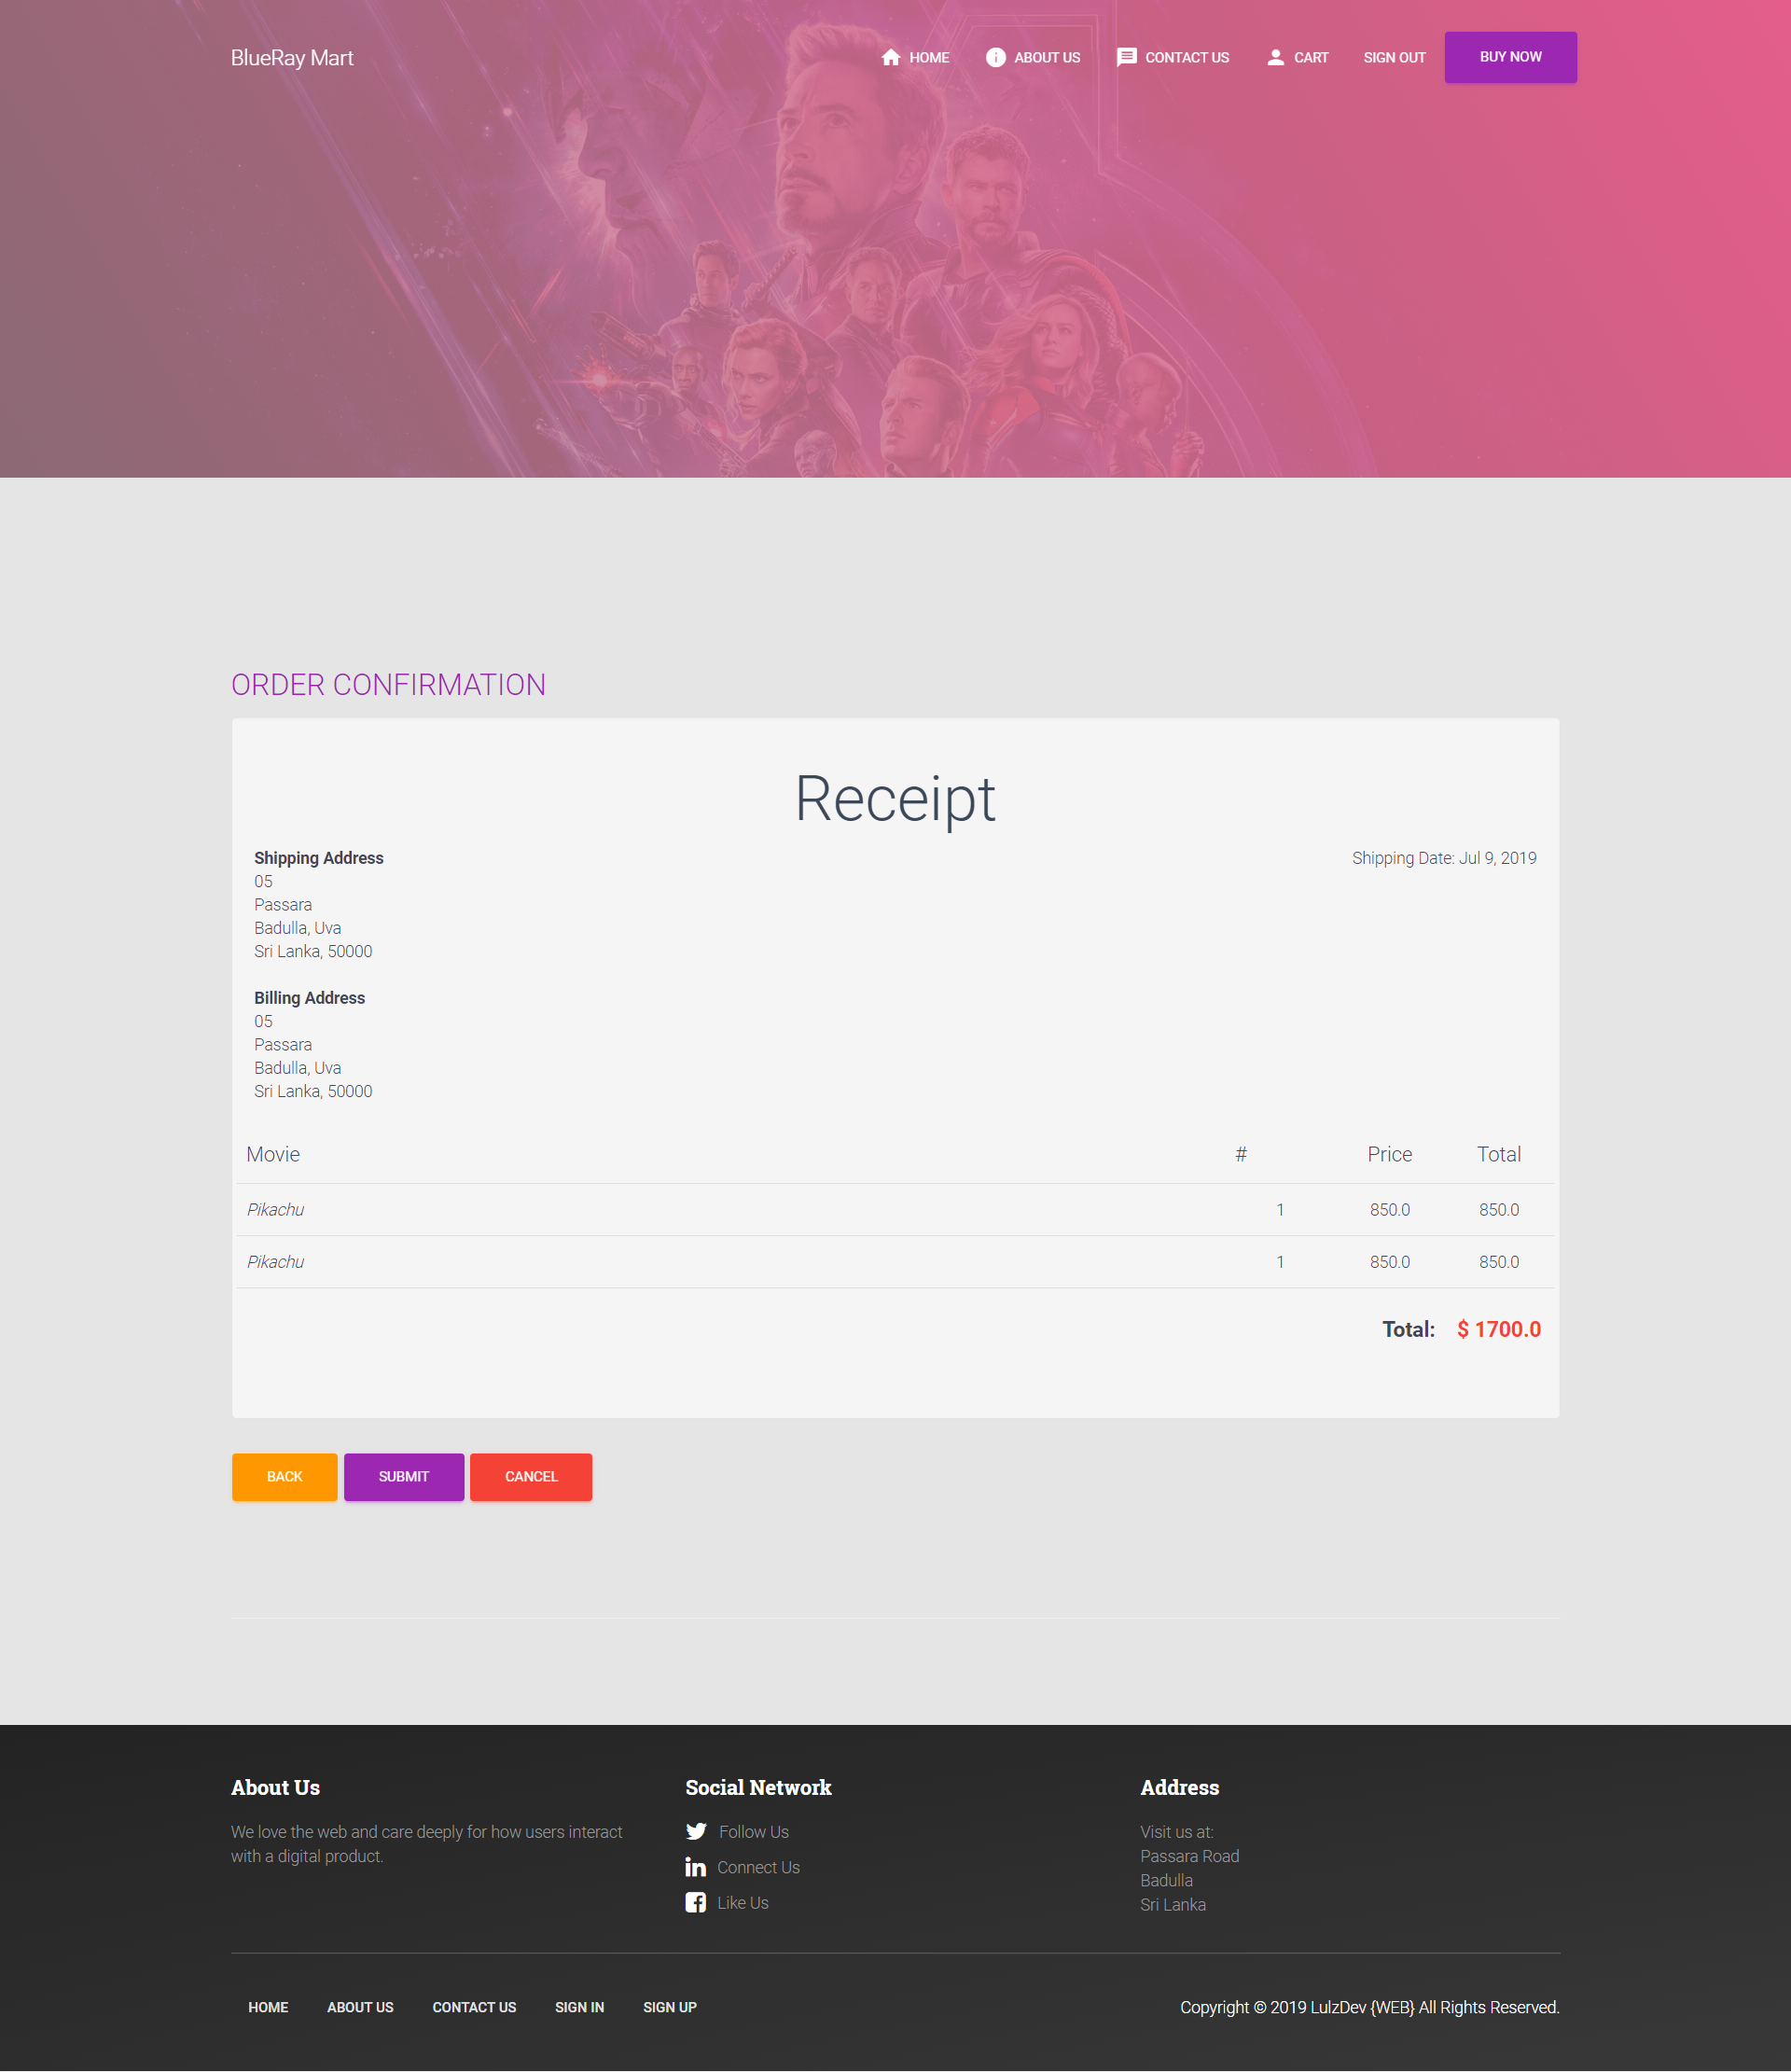 BlueRay Mart
HOME ABOUT US CONTACT US CART SIGN OUT BUY NOW
ORDER CONFIRMATION
Receipt
Shipping Address Shipping Date: Jul 9, 2019
05
Passara
Badulla, Uva
Sri Lanka, 50000
Billing Address
05
Passara
Badulla, Uva
Sri Lanka, 50000
Movie # Price Total
Pikachu 1 850.0 850.0
Pikachu 1 850.0 850.0
Total: $ 1700.0
BACK SUBMIT CANCEL
About Us
We love the web and care deeply for how users interact
with a digital product.
Social Network
Follow Us
Connect Us
Like Us
Address
Visit us at:
Passara Road
Badulla
Sri Lanka
HOME ABOUT US CONTACT US SIGN IN SIGN UP
Copyright © 2019 LulzDev {WEB} All Rights Reserved.